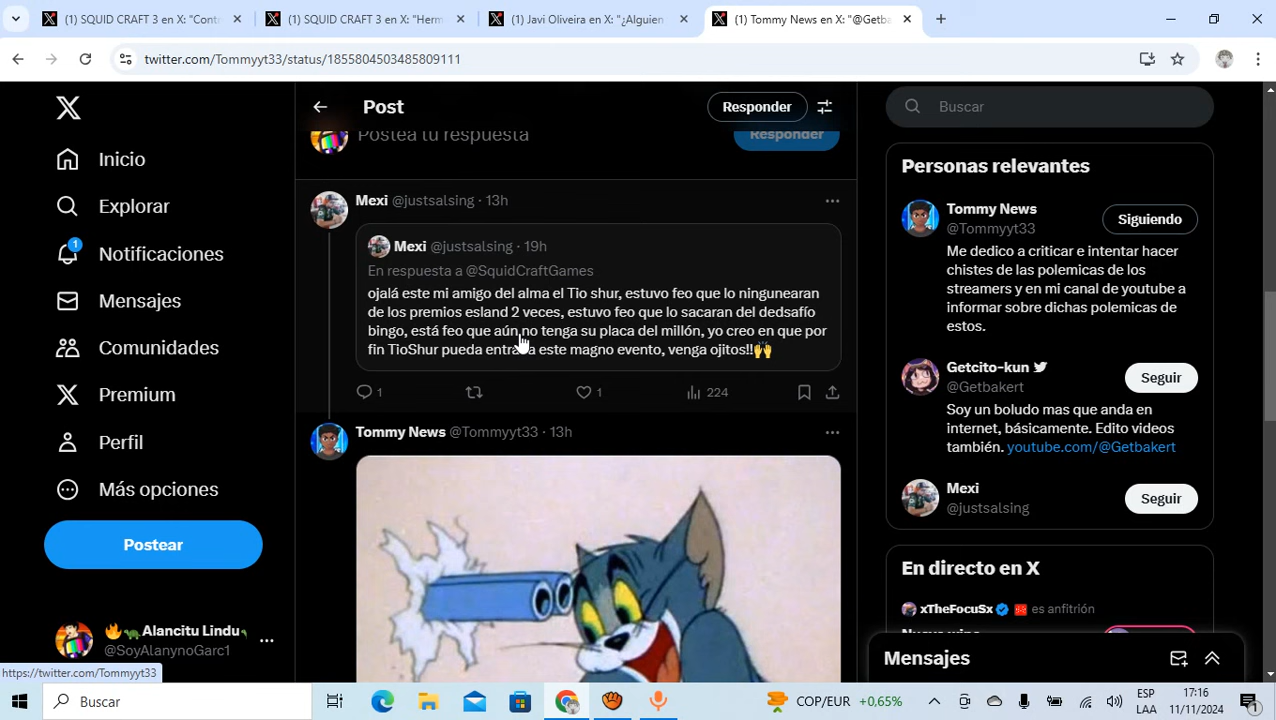 (1) SQUID CRAFT 3 en X: "Conto
(1) SQUID CRAFT 3 en X: "Herm
(1) Javi Oliveira en X: "¿Alguien
(1) Tommy News en X: "@Getba
twitter.com/Tommyyt33/status/1855804503485809111
Inicio
Explorar
Notificaciones
1
Mensajes
Comunidades
Premium
Perfil
Más opciones
Postear
Alancitu Lindu
@SoyAlanynoGarc1
https://twitter.com/Tommyyt33
Post
Responder
Postea tu respuesta
Responder
Mexi @justsalsing · 13h
Mexi @justsalsing · 19h
En respuesta a @SquidCraftGames
ojalá este mi amigo del alma el Tio shur, estuvo feo que lo ningunearan
de los premios esland 2 veces, estuvo feo que lo sacaran del dedsafío
bingo, está feo que aún no tenga su placa del millón, yo creo en que por
fin TioShur pueda entrar a este magno evento, venga ojitos!!🙌
1
1
224
Tommy News @Tommyyt33 · 13h
Buscar
Personas relevantes
Tommy News
@Tommyyt33
Siguiendo
Me dedico a criticar e intentar hacer
chistes de las polemicas de los
streamers y en mi canal de youtube a
informar sobre dichas polemicas de
estos.
Getcito-kun
@Getbakert
Seguir
Soy un boludo mas que anda en
internet, básicamente. Edito videos
también. youtube.com/@Getbakert
Mexi
@justsalsing
Seguir
En directo en X
xTheFocuSx es anfitrión
Mensajes
Buscar
COP/EUR +0,65%
ESP
LAA
17:16
11/11/2024
1